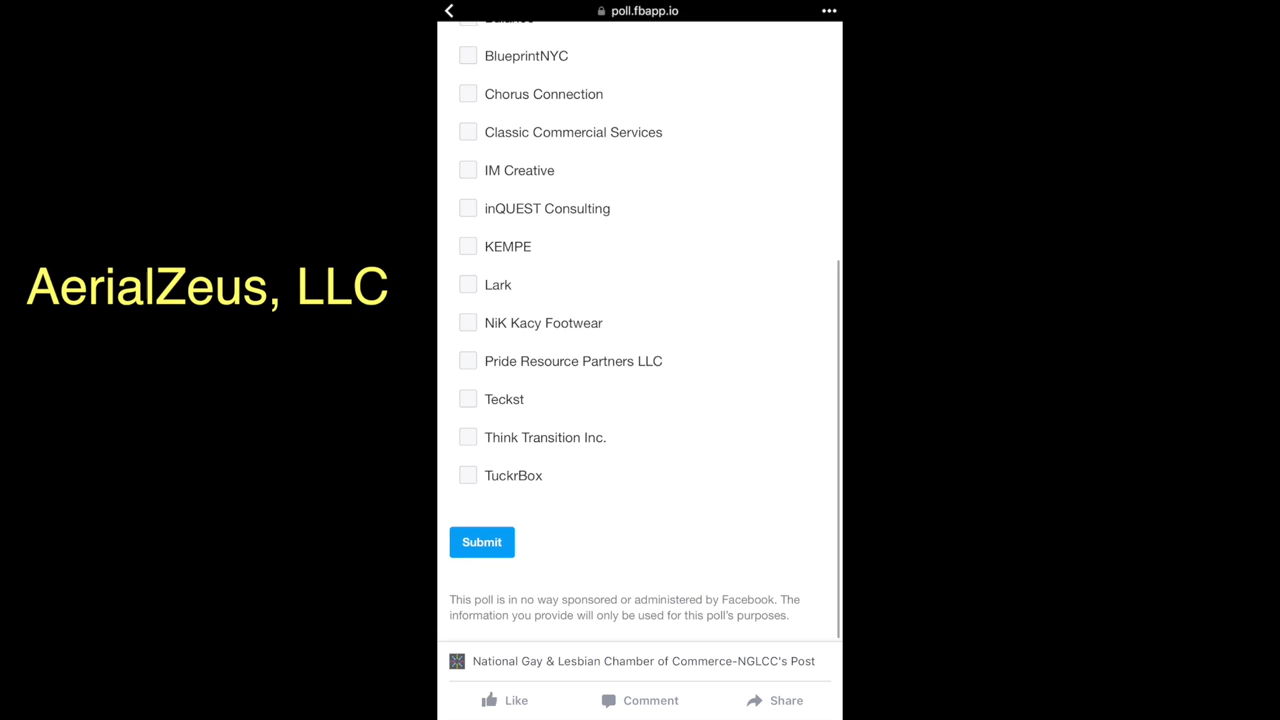 poll.fbapp.io
BlueprintNYC
Chorus Connection
Classic Commercial Services
IM Creative
inQUEST Consulting
KEMPE
AerialZeus, LLC
Lark
NiK Kacy Footwear
Pride Resource Partners LLC
Teckst
Think Transition Inc.
TuckrBox
Submit
This poll is in no way sponsored or administered by Facebook. The
information you provide will only be used for this poll's purposes.
National Gay & Lesbian Chamber of Commerce-NGLCC's Post
Like Comment Share